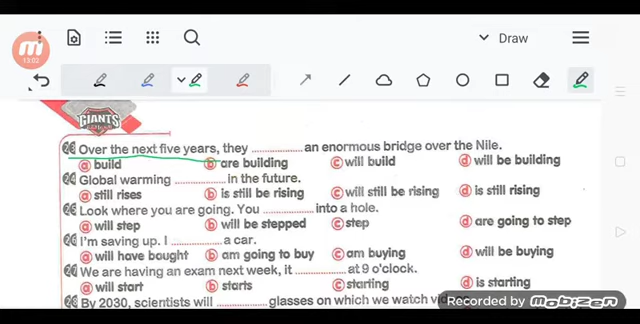 Draw
13:02
GIANTS
Over the next five years, they .............. an enormous bridge over the Nile.
a build b are building c will build d will be building
Global warming .............. in the future.
a still rises b is still be rising c will still be rising d is still rising
Look where you are going. You .............. into a hole.
a will step b will be stepped c step d are going to step
I'm saving up. I .............. a car.
a will have bought b am going to buy c am buying d will be buying
We are having an exam next week, it .............. at 9 o'clock.
a will start b starts c starting d is starting
By 2030, scientists will .............. glasses on which we watch
Recorded by MOBIZEN